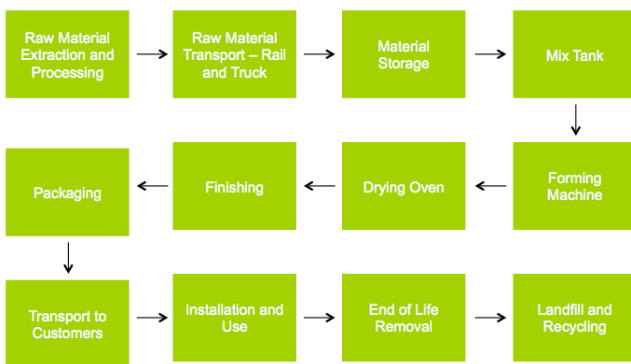 Raw Material
Extraction and
Processing
Raw Material
Transport – Rail
and Truck
Material
Storage
Mix Tank
Forming
Machine
Drying Oven
Finishing
Packaging
Transport to
Customers
Installation and
Use
End of Life
Removal
Landfill and
Recycling